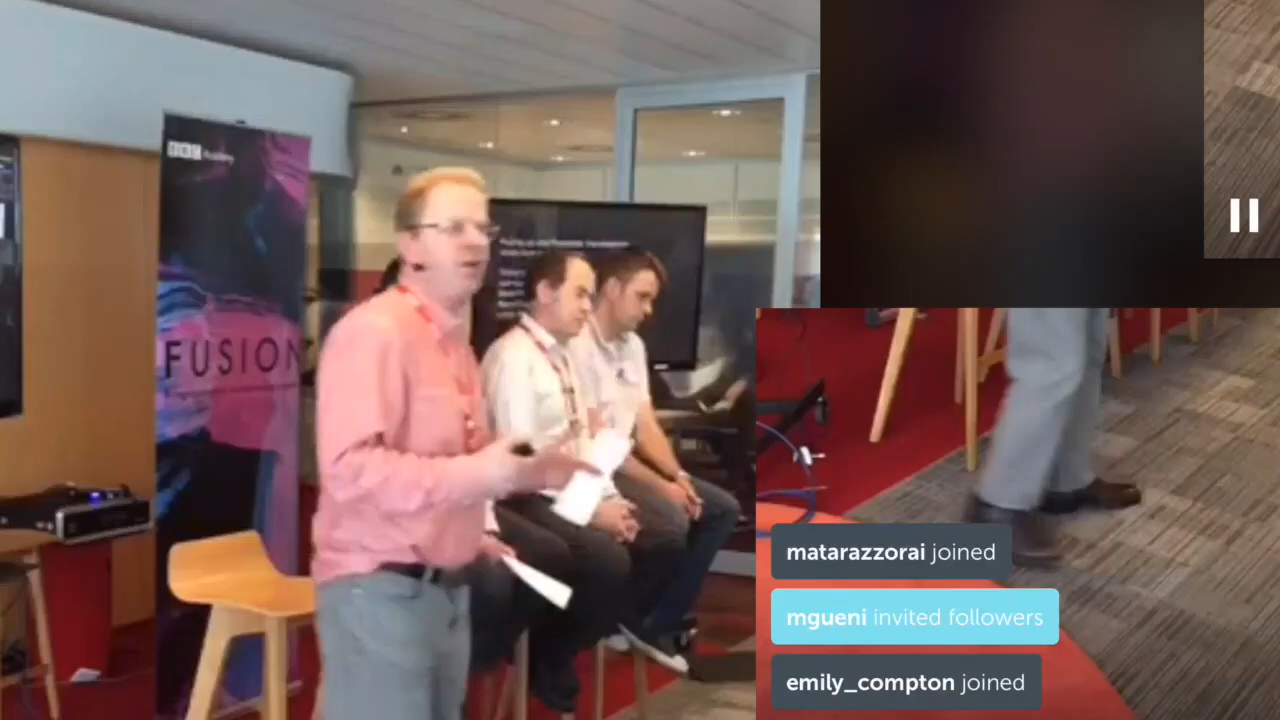 BBC Academy
FUSION
matarazzorai joined
mgueni invited followers
emily_compton joined